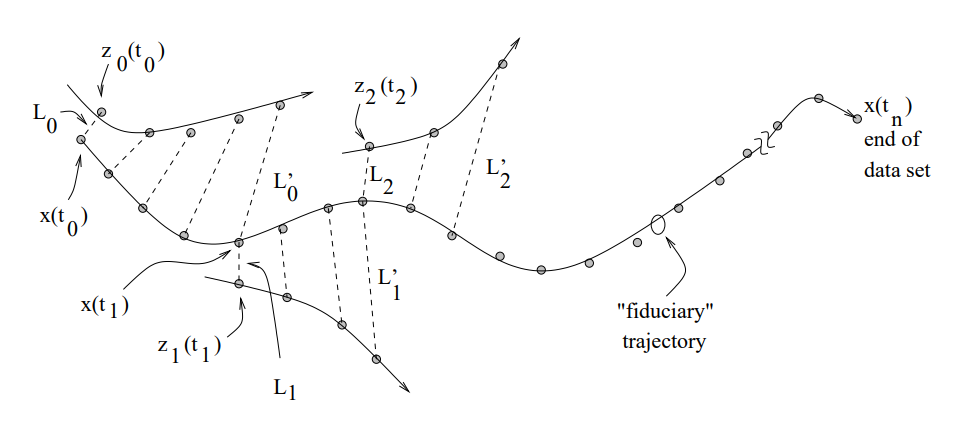 z0(t0)
L0
x(t0)
L'0
x(t1)
z1(t1)
L1
z2(t2)
L2
L'2
L'1
"fiduciary"
trajectory
x(tn)
end of
data set